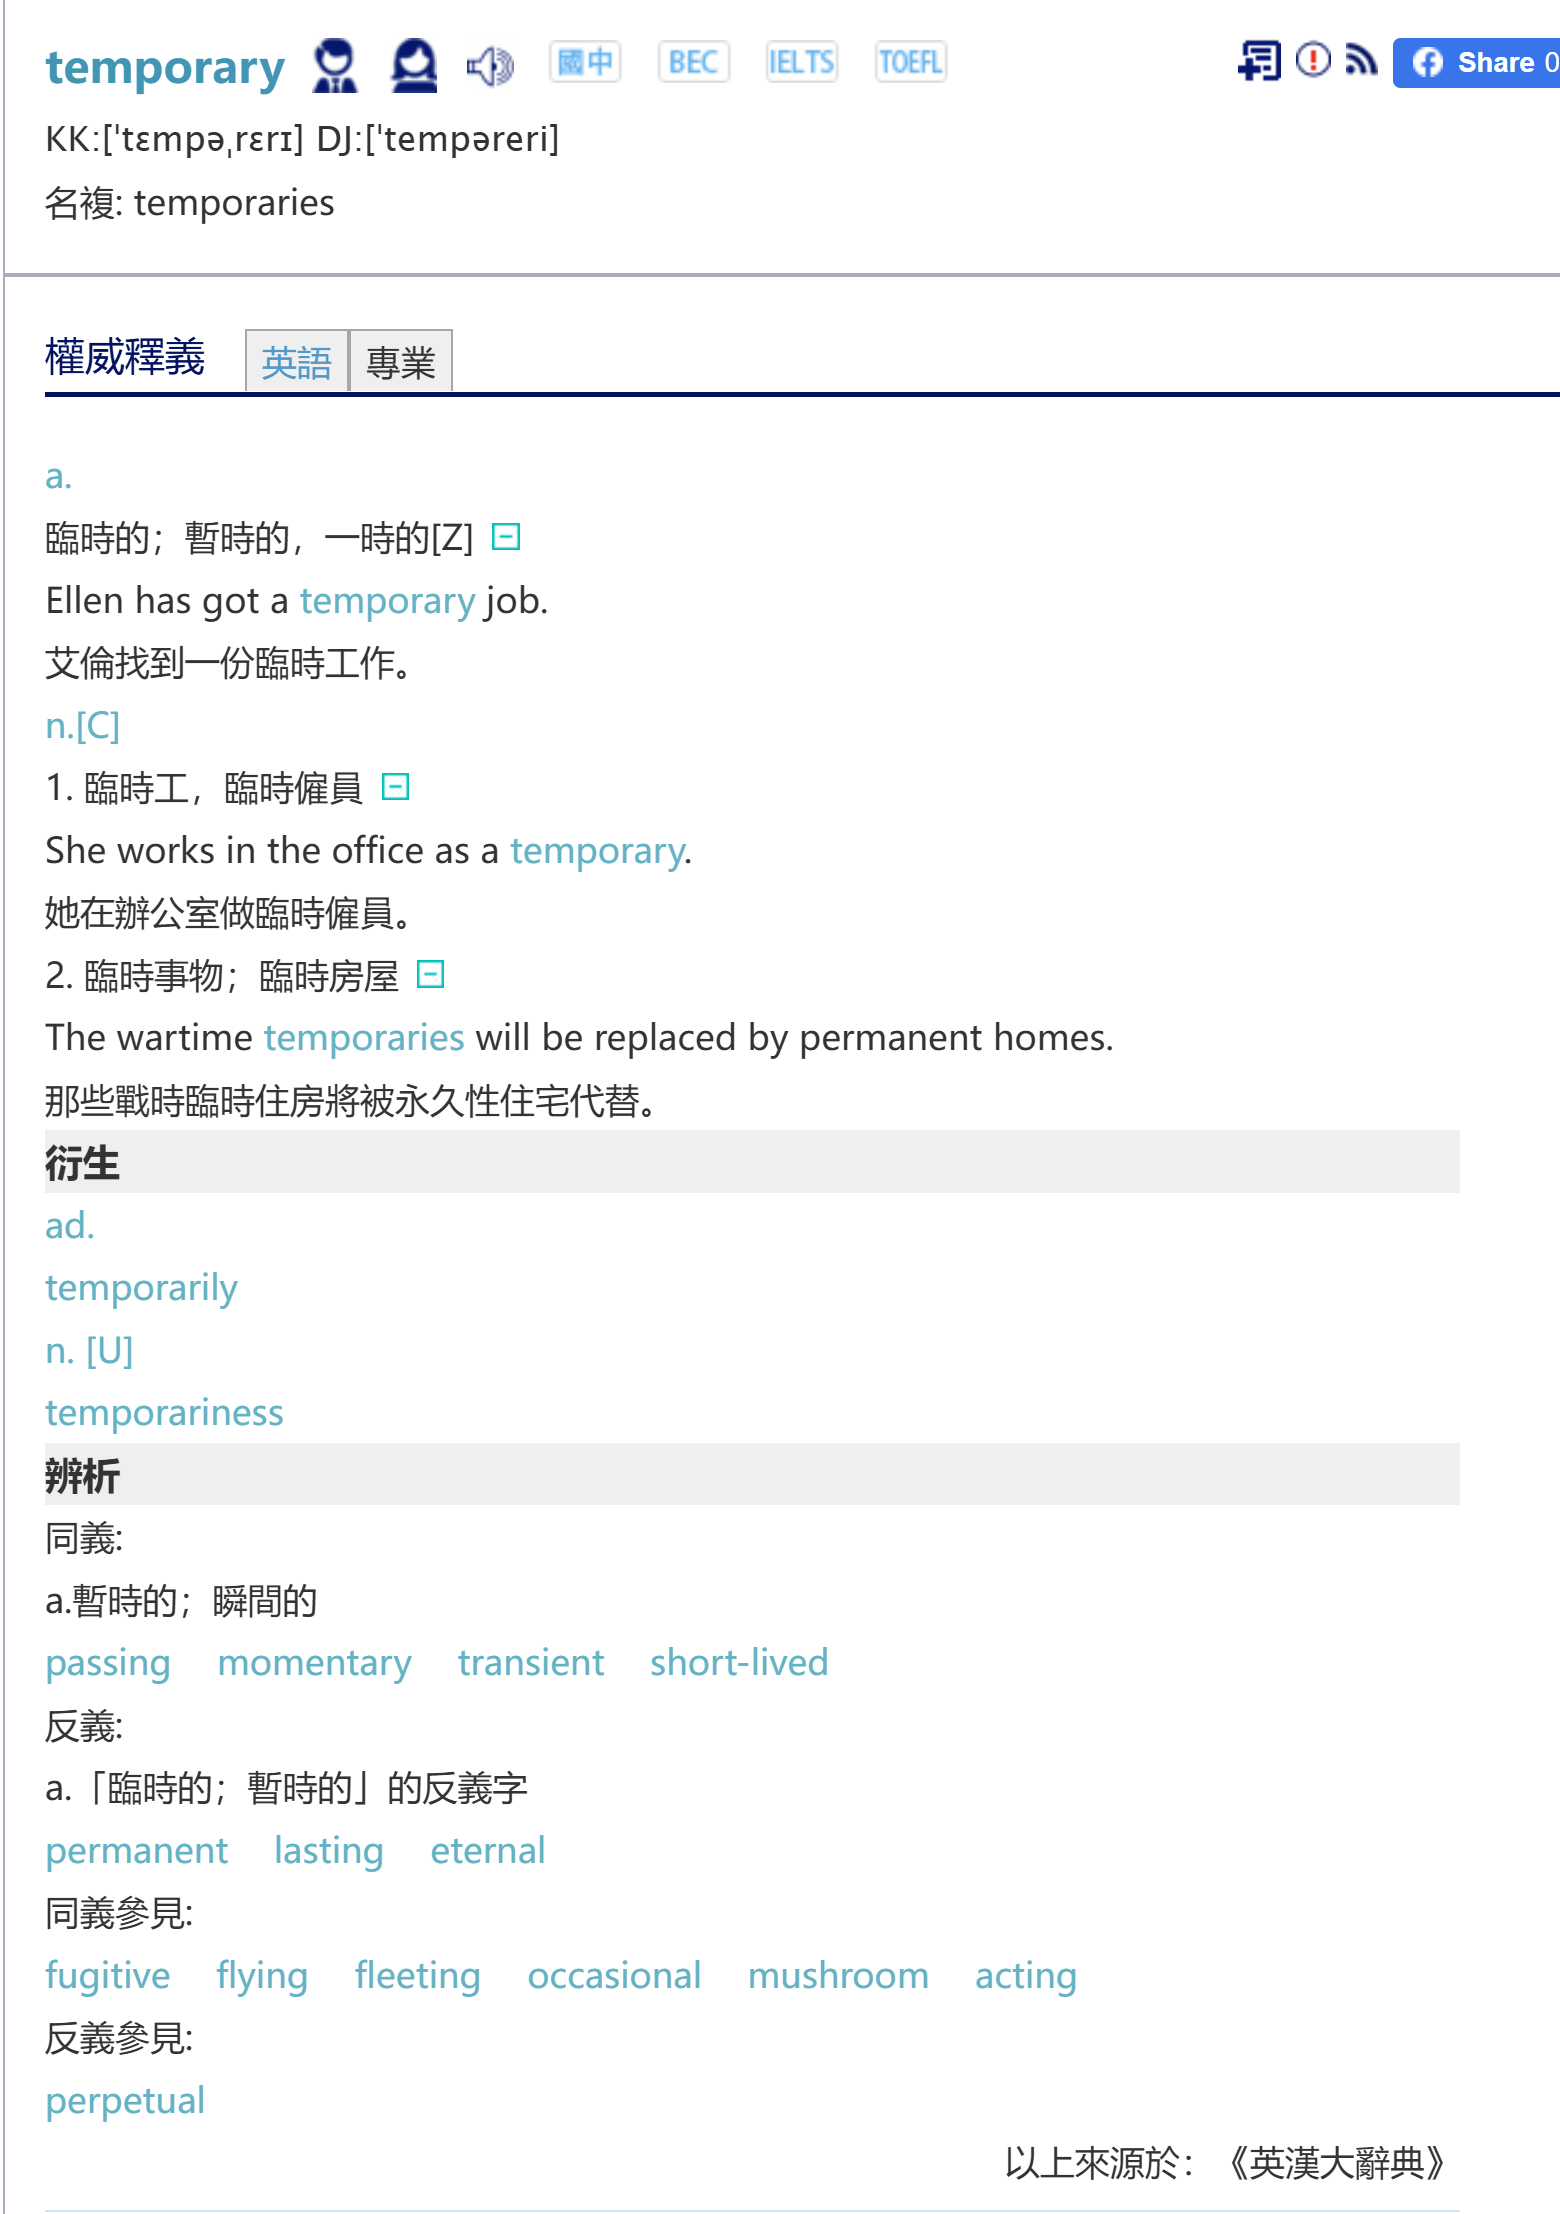 temporary 國中 BEC IELTS TOEFL Share 0
KK:[ˈtɛmpəˌrɛrɪ] DJ:[ˈtempəreri]
名複: temporaries
權威釋義 英語 專業
a.
臨時的；暫時的，一時的[Z]
Ellen has got a temporary job.
艾倫找到一份臨時工作。
n.[C]
1. 臨時工，臨時僱員
She works in the office as a temporary.
她在辦公室做臨時僱員。
2. 臨時事物；臨時房屋
The wartime temporaries will be replaced by permanent homes.
那些戰時臨時住房將被永久性住宅代替。
衍生
ad.
temporarily
n. [U]
temporariness
辨析
同義:
a.暫時的；瞬間的
passing momentary transient short-lived
反義:
a.「臨時的；暫時的」的反義字
permanent lasting eternal
同義參見:
fugitive flying fleeting occasional mushroom acting
反義參見:
perpetual
以上來源於：《英漢大辭典》